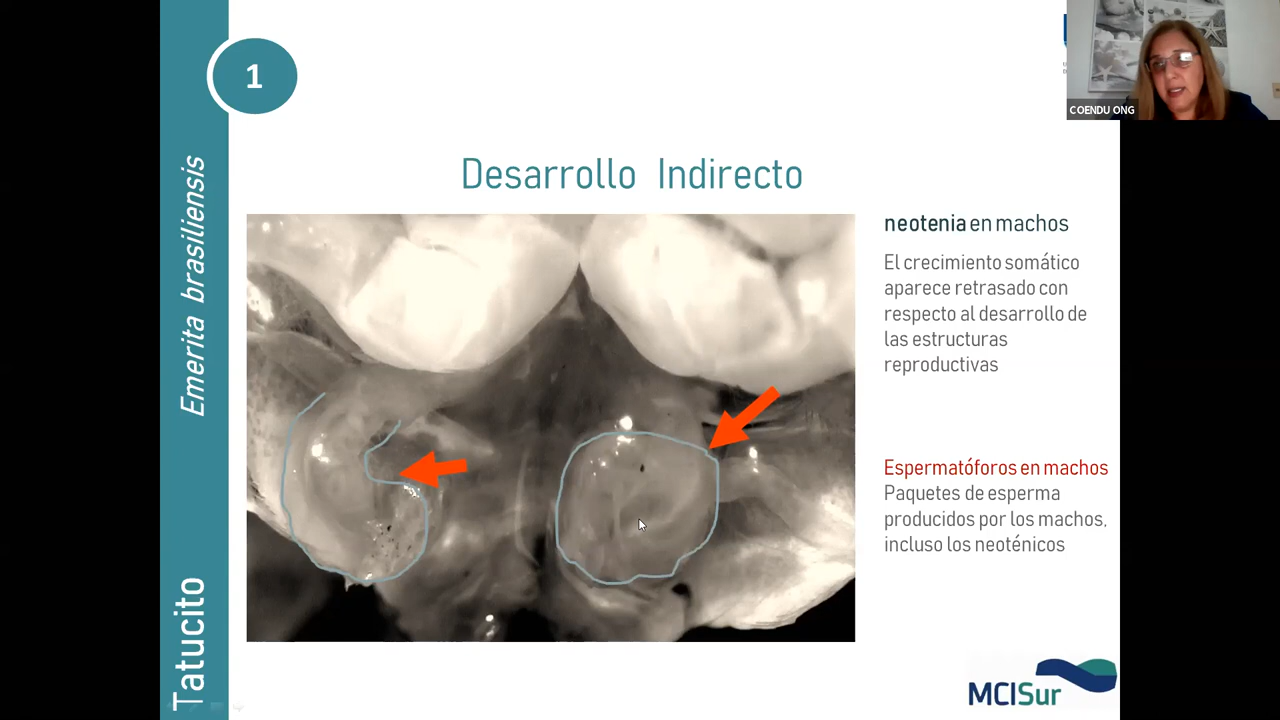 1
COENDU ONG
Desarrollo Indirecto
Emerita brasiliensis
Tatucito
neotenia en machos
El crecimiento somático
aparece retrasado con
respecto al desarrollo de
las estructuras
reproductivas
Espermatóforos en machos
Paquetes de esperma
producidos por los machos,
incluso los neoténicos
MCISur